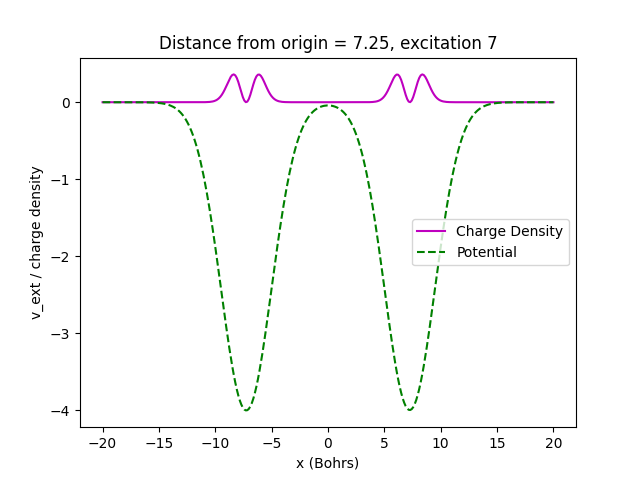 Distance from origin = 7.25, excitation 7
v_ext / charge density
0
−1
−2
−3
−4
Charge Density
Potential
−20 −15 −10 −5 0 5 10 15 20
x (Bohrs)